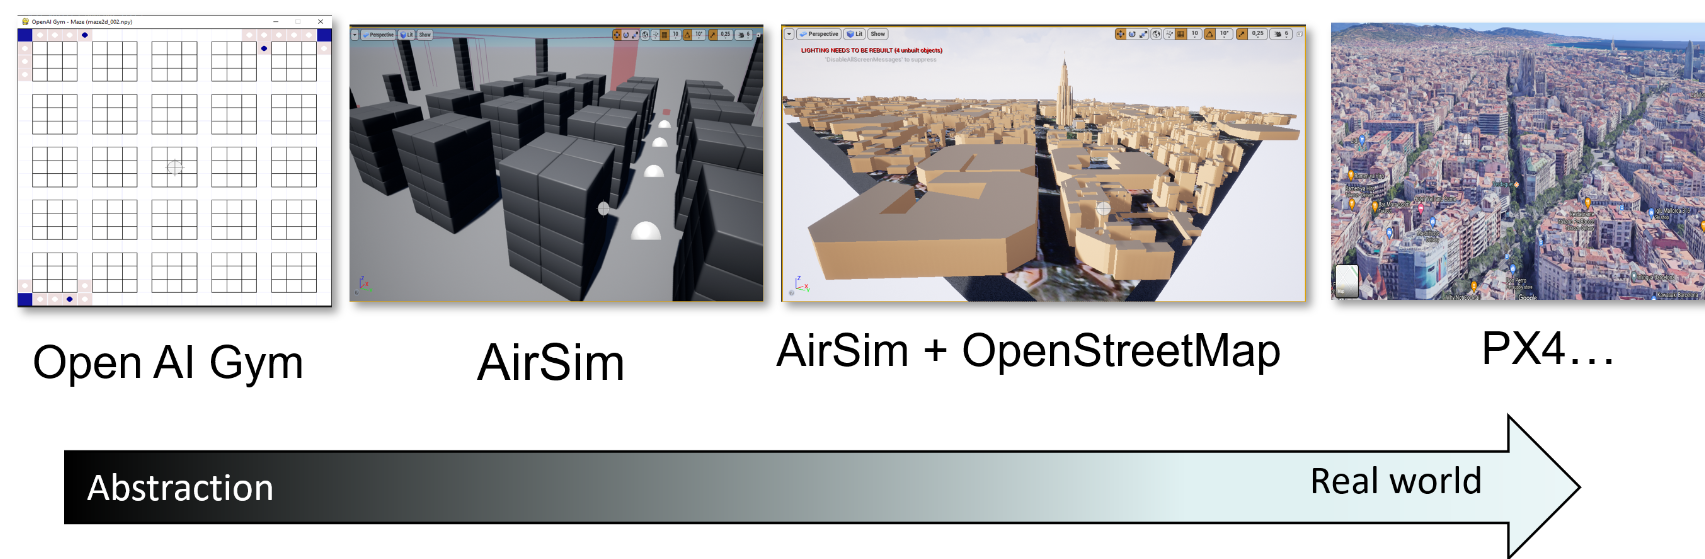 OpenAI Gym - Maze (maze2d_002.npy)
Perspective Lit Show
10 10° 0,25 6
Perspective Lit Show
10 10° 0,25 6
LIGHTING NEEDS TO BE REBUILT (4 unbuilt objects)
'DisableAllScreenMessages' to suppress
Google
Open AI Gym
AirSim
AirSim + OpenStreetMap
PX4...
Abstraction
Real world